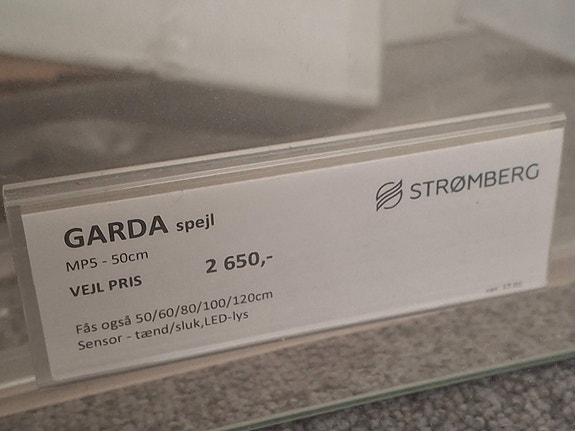 GARDA spejl
STRØMBERG
MP5 - 50cm
VEJL PRIS 2 650,-
Fås også 50/60/80/100/120cm
Sensor - tænd/sluk,LED-lys